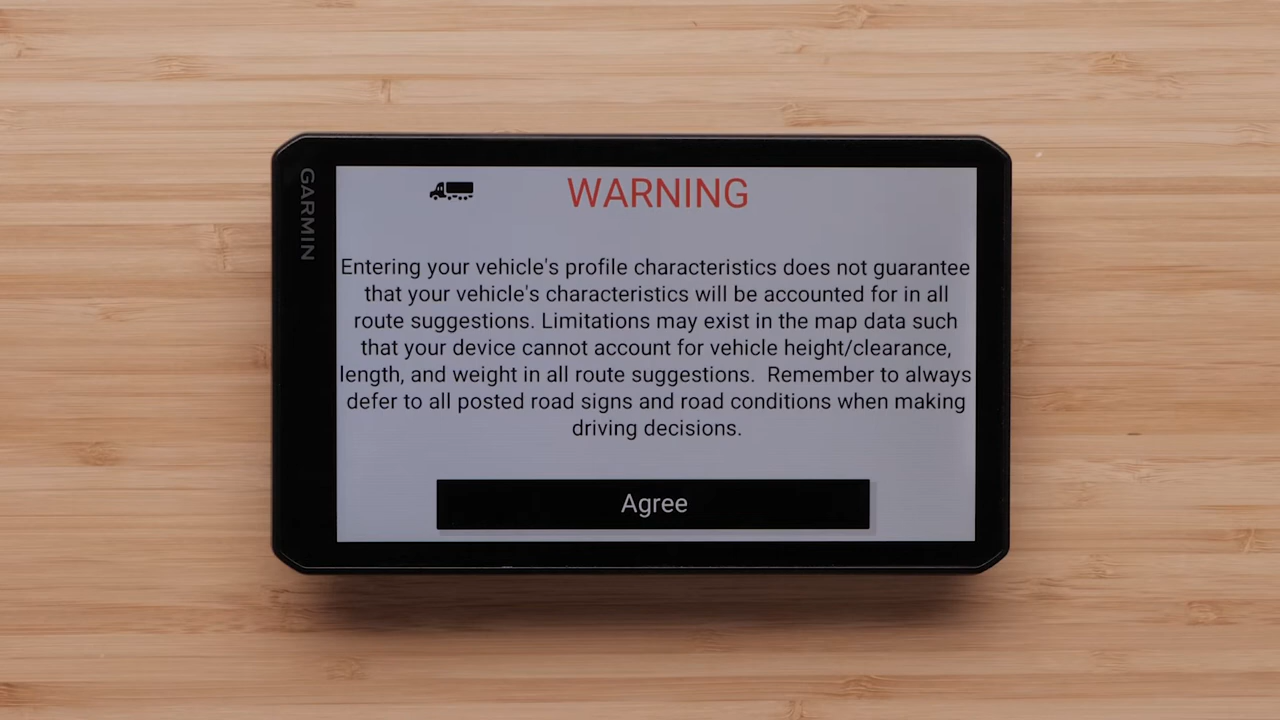 GARMIN
WARNING
Entering your vehicle's profile characteristics does not guarantee
that your vehicle's characteristics will be accounted for in all
route suggestions. Limitations may exist in the map data such
that your device cannot account for vehicle height/clearance,
length, and weight in all route suggestions.  Remember to always
defer to all posted road signs and road conditions when making
driving decisions.
Agree